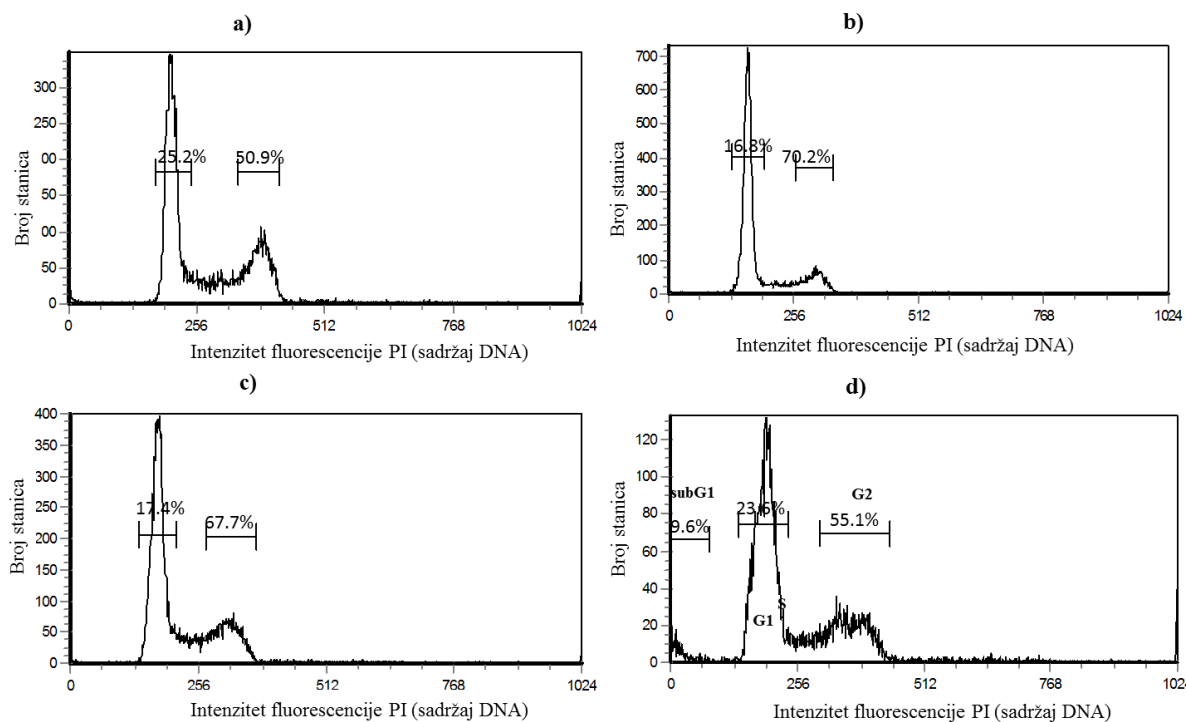 a)
300
250
00
50
00
50
0
25.2%
50.9%
Broj stanica
0 256 512 768 1024
Intenzitet fluorescencije PI (sadržaj DNA)
b)
700
600
500
400
300
200
100
0
16.8%
70.2%
Broj stanica
0 256 512 768 1024
Intenzitet fluorescencije PI (sadržaj DNA)
c)
400
350
300
250
200
150
100
50
0
17.4%
67.7%
Broj stanica
0 256 512 768 1024
Intenzitet fluorescencije PI (sadržaj DNA)
d)
120
100
80
60
40
20
0
subG1
9.6%
23.6%
G2
55.1%
G1
S
Broj stanica
0 256 512 768 1024
Intenzitet fluorescencije PI (sadržaj DNA)